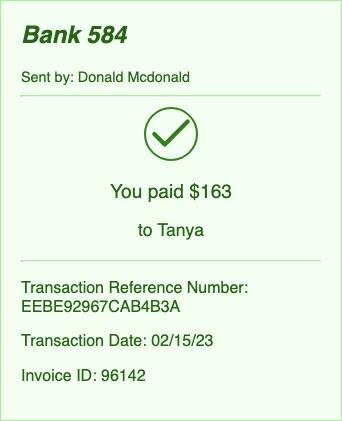 Bank 584
Sent by: Donald Mcdonald
You paid $163
to Tanya
Transaction Reference Number:
EEBE92967CAB4B3A
Transaction Date: 02/15/23
Invoice ID: 96142